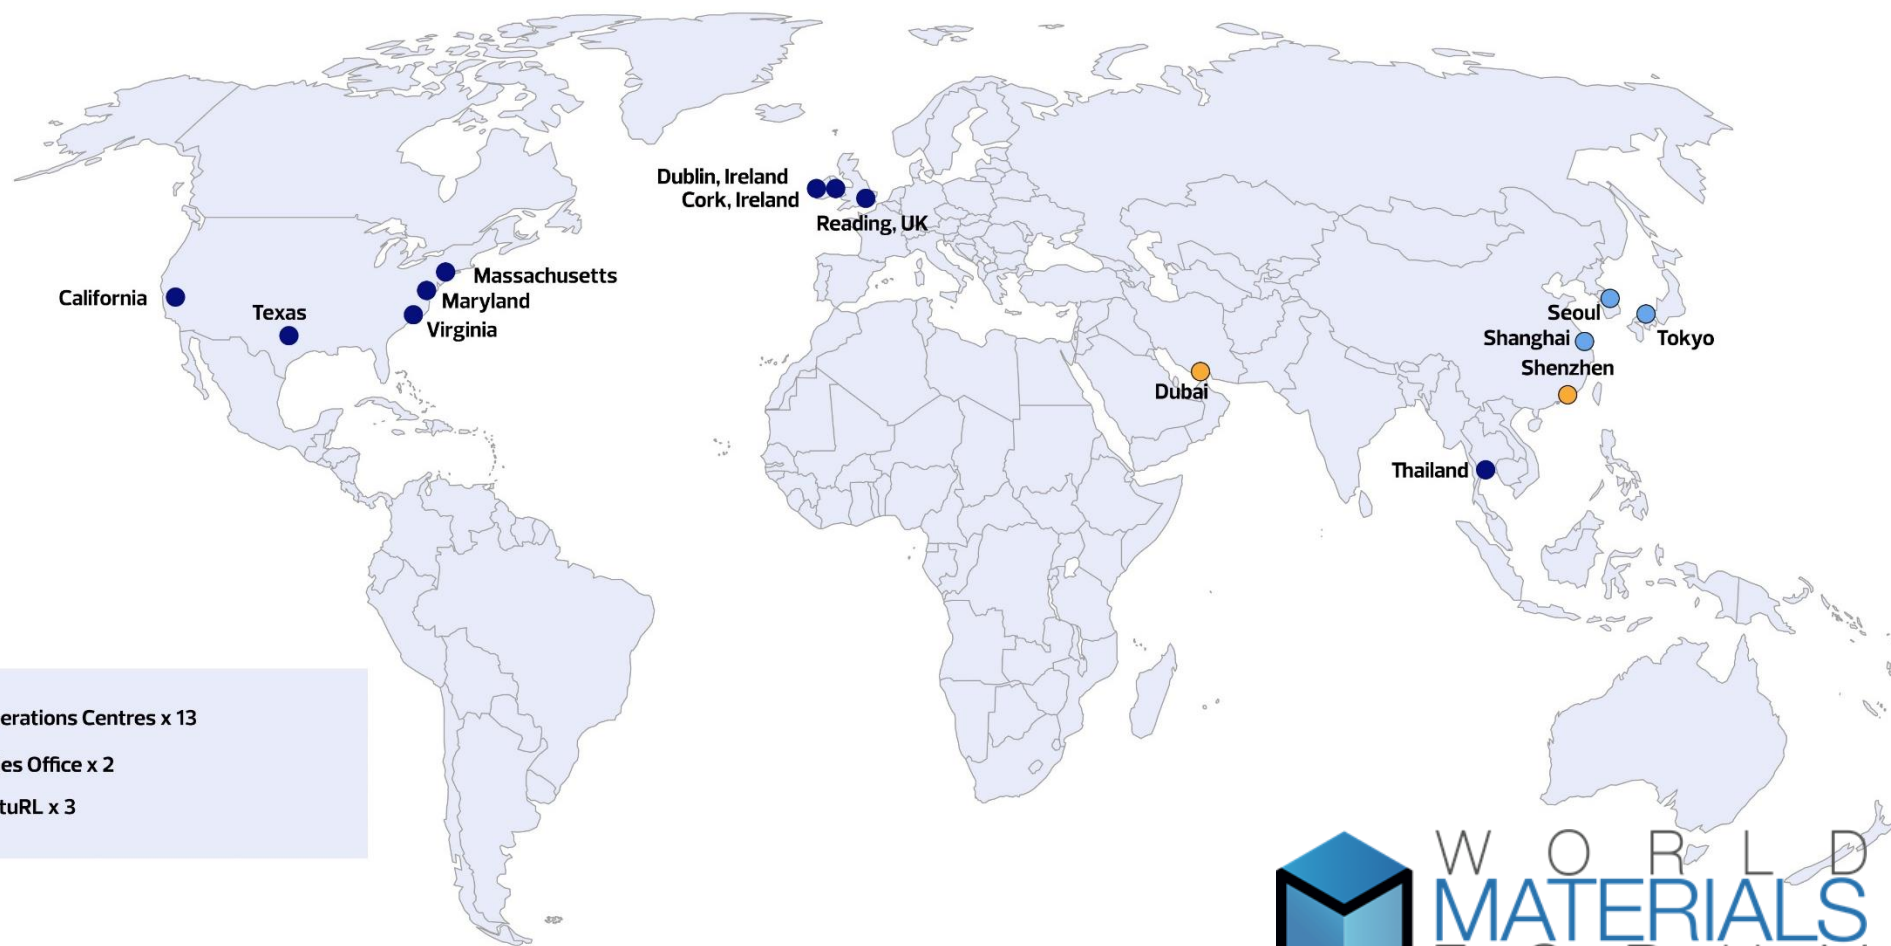 Dublin, Ireland
Cork, Ireland
Reading, UK
Massachusetts
California
Maryland
Texas
Virginia
Seoul
Tokyo
Shanghai
Shenzhen
Dubai
Thailand
erations Centres x 13
es Office x 2
tuRL x 3
WORLD
MATERIALS